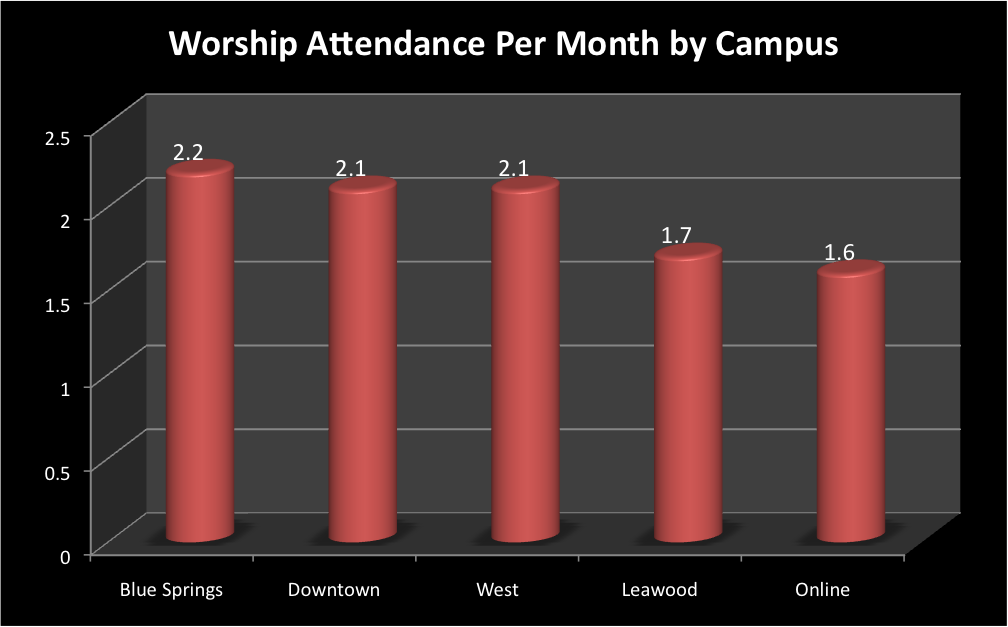 Worship Attendance Per Month by Campus
2.5
2
1.5
1
0.5
0
2.2
2.1
2.1
1.7
1.6
Blue Springs
Downtown
West
Leawood
Online